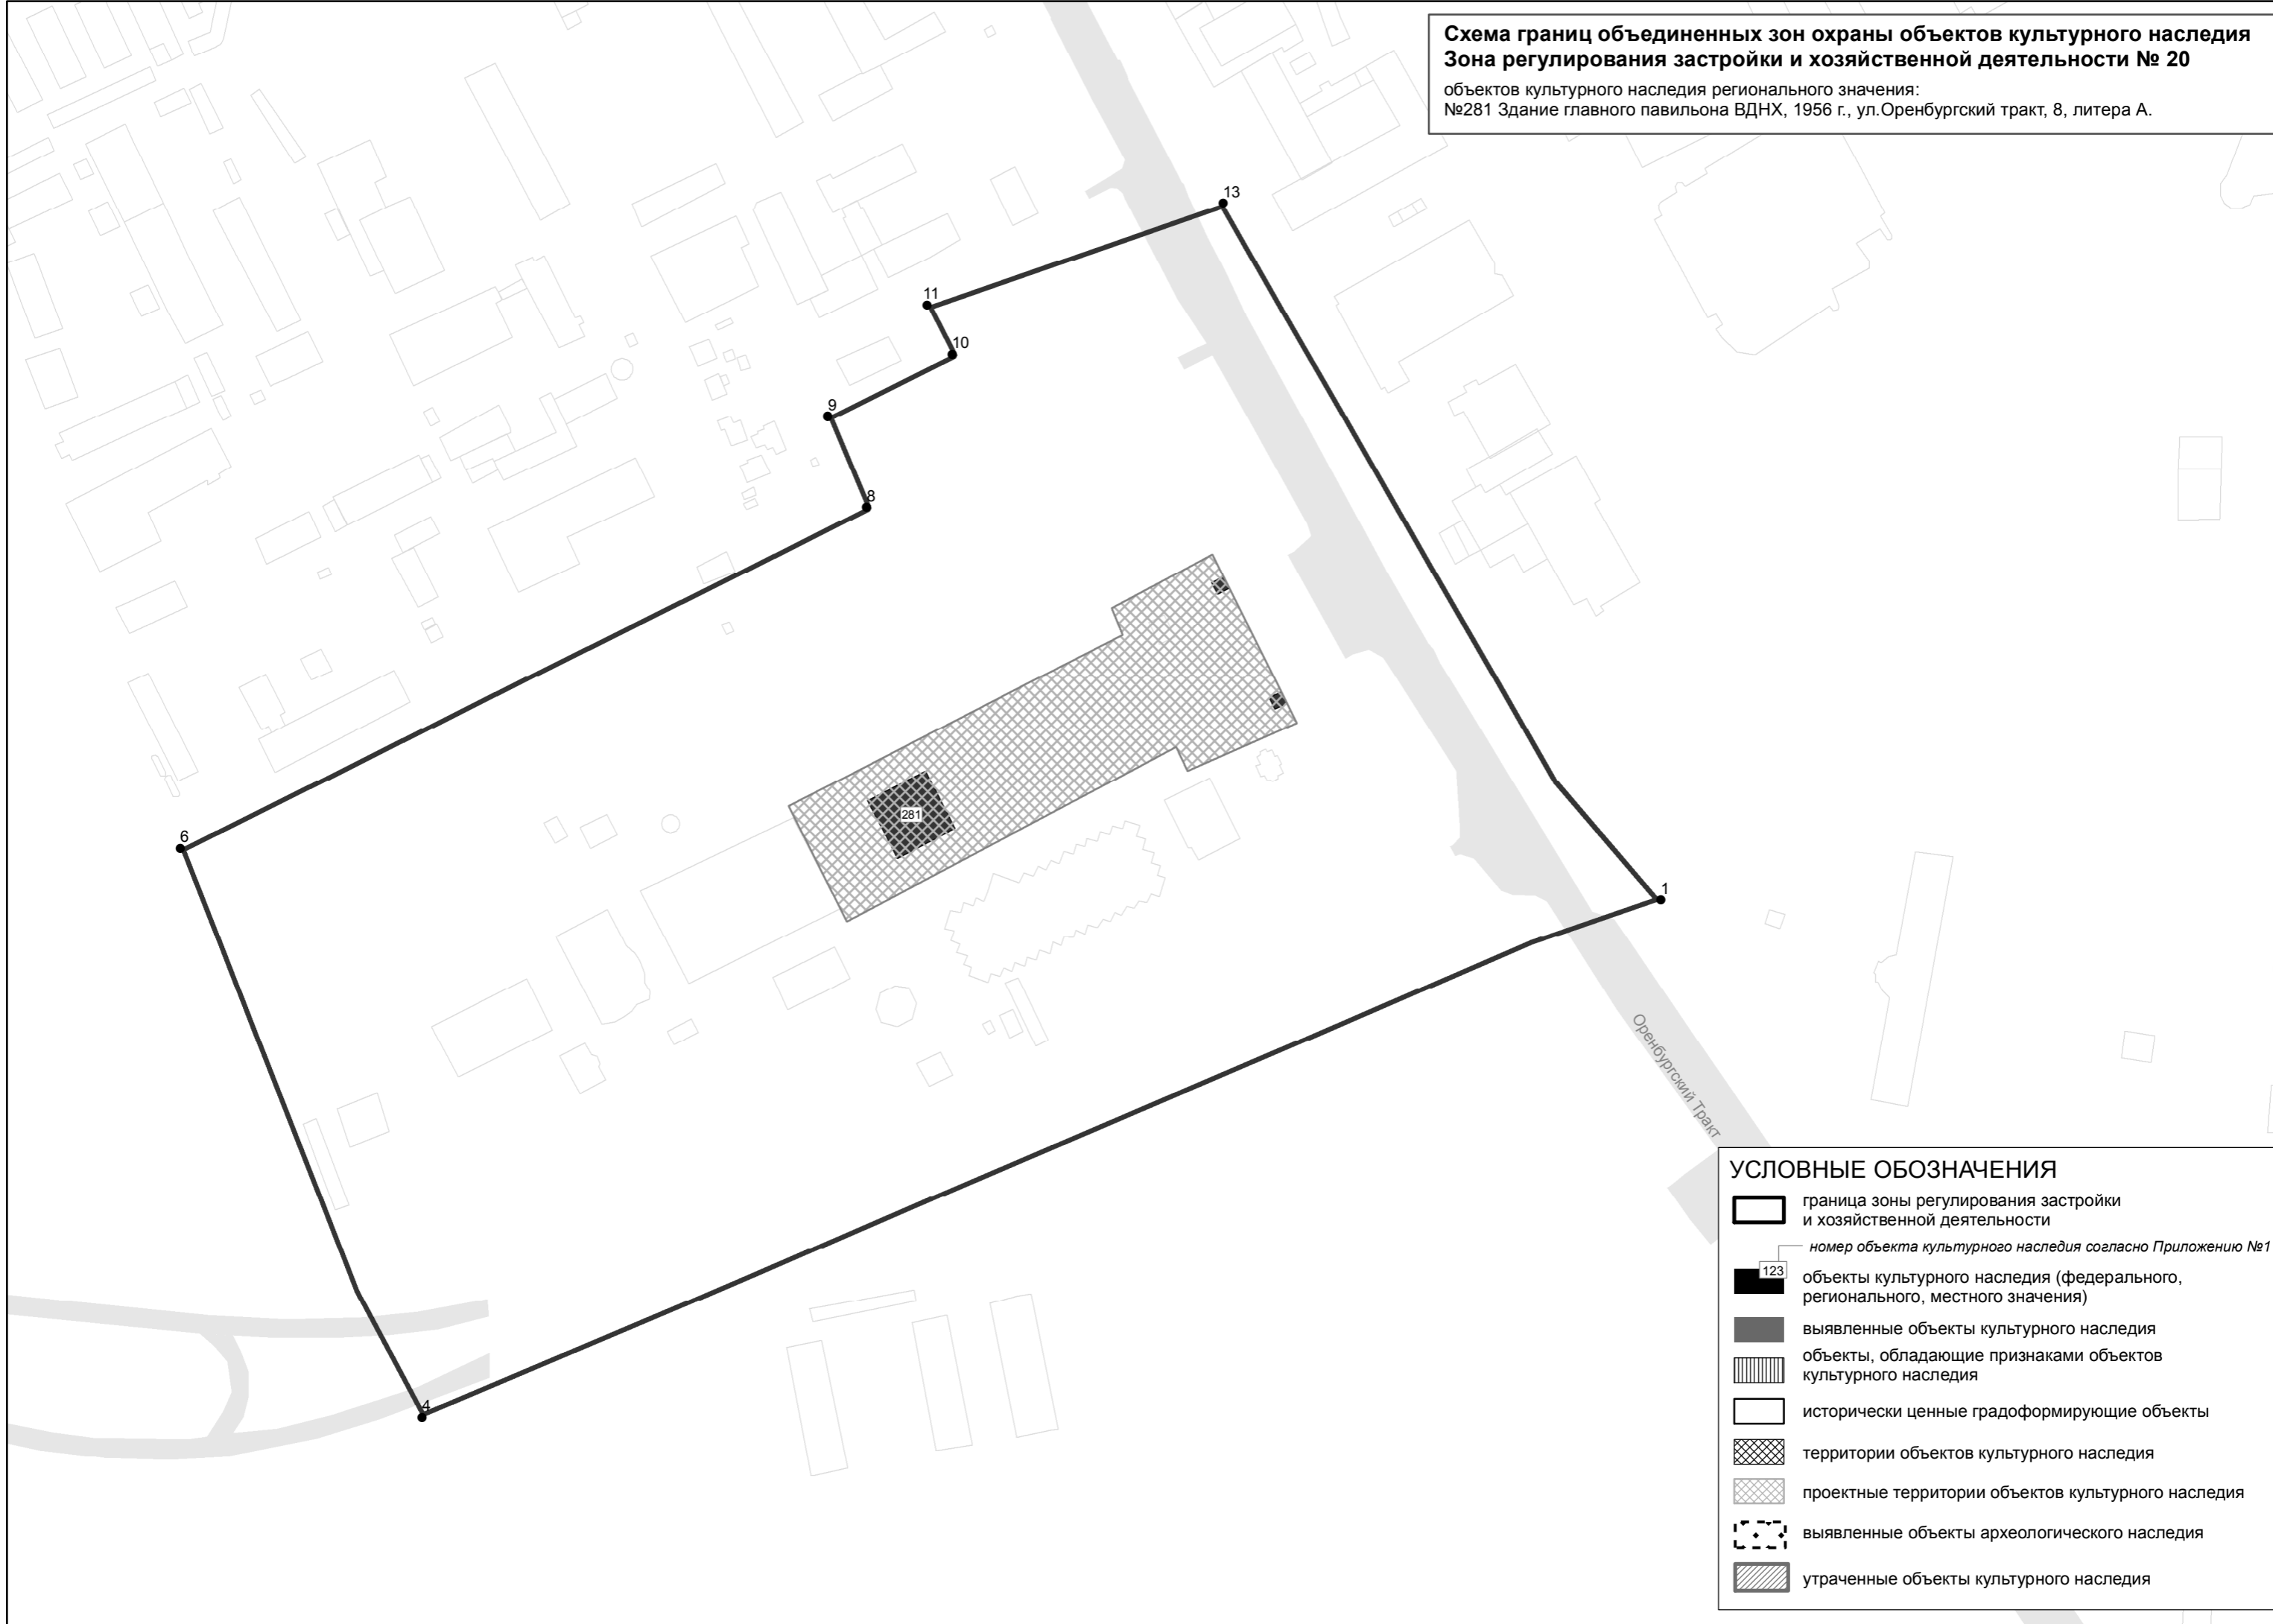 Схема границ объединенных зон охраны объектов культурного наследия
Зона регулирования застройки и хозяйственной деятельности № 20
объектов культурного наследия регионального значения:
№281 Здание главного павильона ВДНХ, 1956 г., ул.Оренбургский тракт, 8, литера А.
13
11
10
9
8
281
6
1
Оренбургский Тракт
4
УСЛОВНЫЕ ОБОЗНАЧЕНИЯ
граница зоны регулирования застройки
и хозяйственной деятельности
номер объекта культурного наследия согласно Приложению №1
123
объекты культурного наследия (федерального,
регионального, местного значения)
выявленные объекты культурного наследия
объекты, обладающие признаками объектов
культурного наследия
исторически ценные градоформирующие объекты
территории объектов культурного наследия
проектные территории объектов культурного наследия
выявленные объекты археологического наследия
утраченные объекты культурного наследия